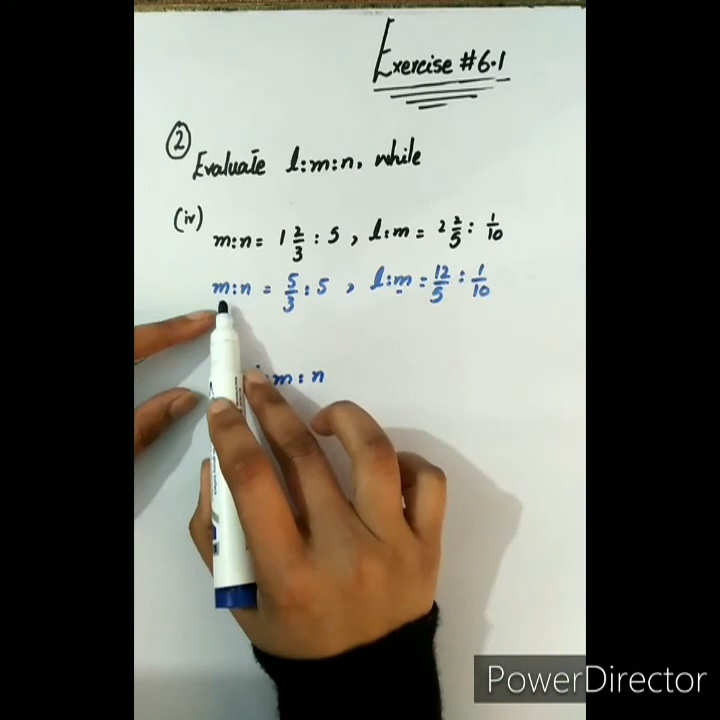 Exercise #6.1
② Evaluate l:m:n, while
(iv) m:n = 1 2/3 : 5, l:m = 2 2/5 : 1/10
m:n = 5/3 : 5, l:m = 12/5 : 1/10
:m:n
PowerDirector